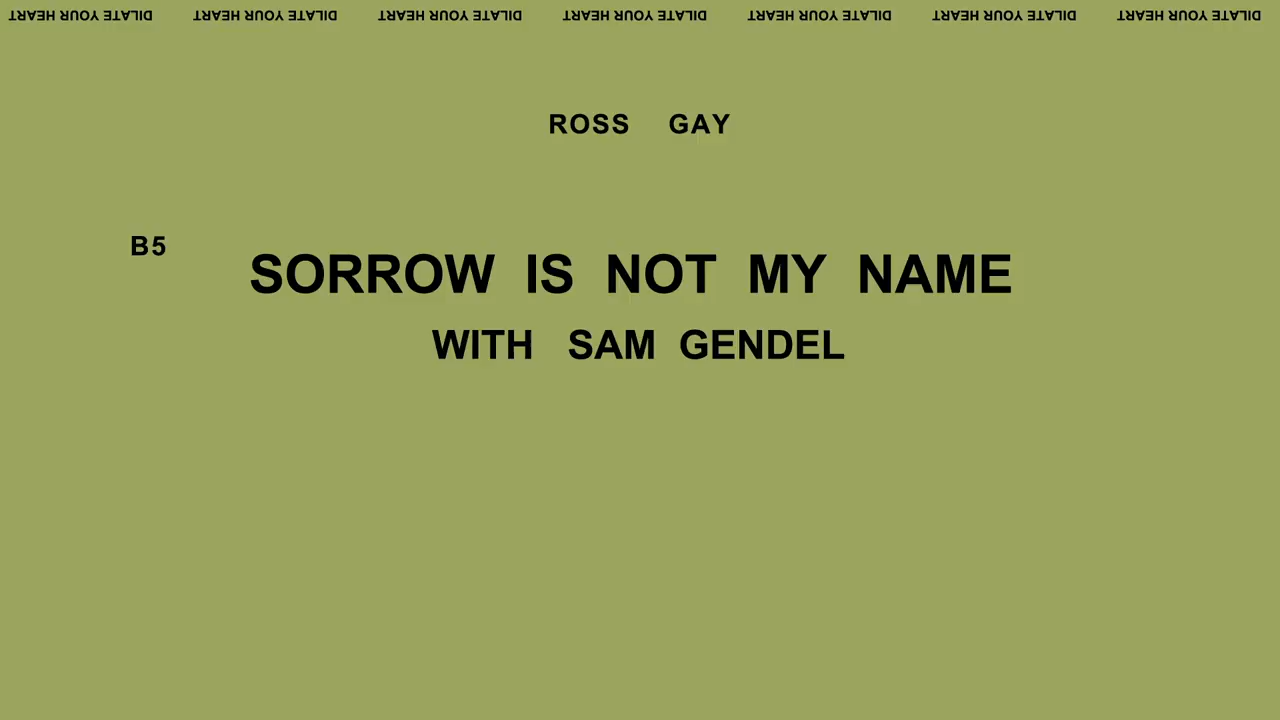 DILATE YOUR HEART DILATE YOUR HEART DILATE YOUR HEART DILATE YOUR HEART DILATE YOUR HEART DILATE YOUR HEART DILATE YOUR HEART
ROSS GAY
B5
SORROW IS NOT MY NAME
WITH SAM GENDEL